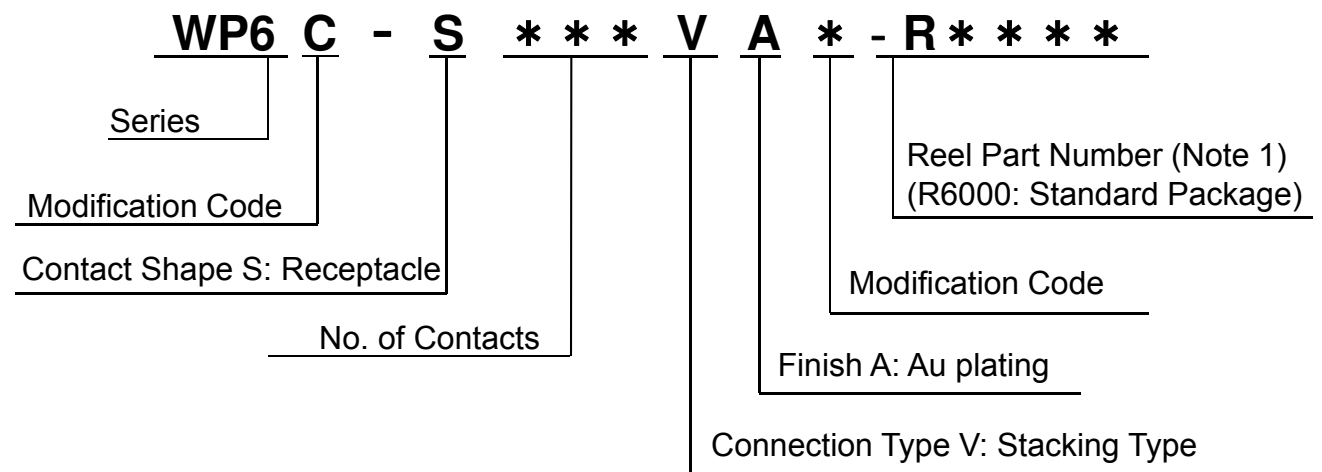 WP6 C - S *** V A * - R****
Series
Reel Part Number (Note 1)
(R6000: Standard Package)
Modification Code
Contact Shape S: Receptacle
Modification Code
No. of Contacts
Finish A: Au plating
Connection Type V: Stacking Type